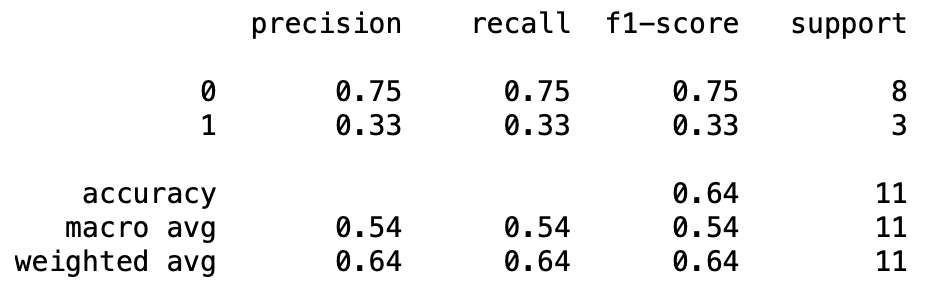 precision recall f1-score support
0 0.75 0.75 0.75 8
1 0.33 0.33 0.33 3
accuracy 0.64 11
macro avg 0.54 0.54 0.54 11
weighted avg 0.64 0.64 0.64 11